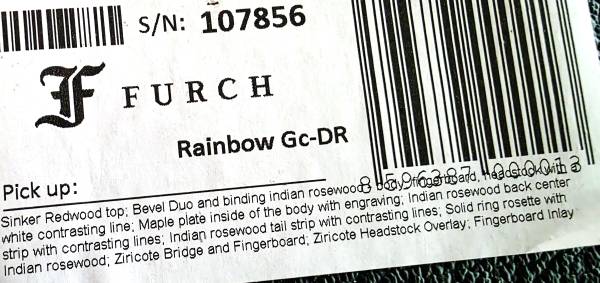 S/N: 107856
FURCH
Rainbow Gc-DR
8 596387 000013
Pick up:
Sinker Redwood top; Bevel Duo and binding indian rosewood: body, fingerboard, headstock with a
white contrasting line; Maple plate inside of the body with engraving; Indian rosewood back center
strip with contrasting lines; Indian rosewood tail strip with contrasting lines; Solid ring rosette with
Indian rosewood; Ziricote Bridge and Fingerboard; Ziricote Headstock Overlay; Fingerboard Inlay